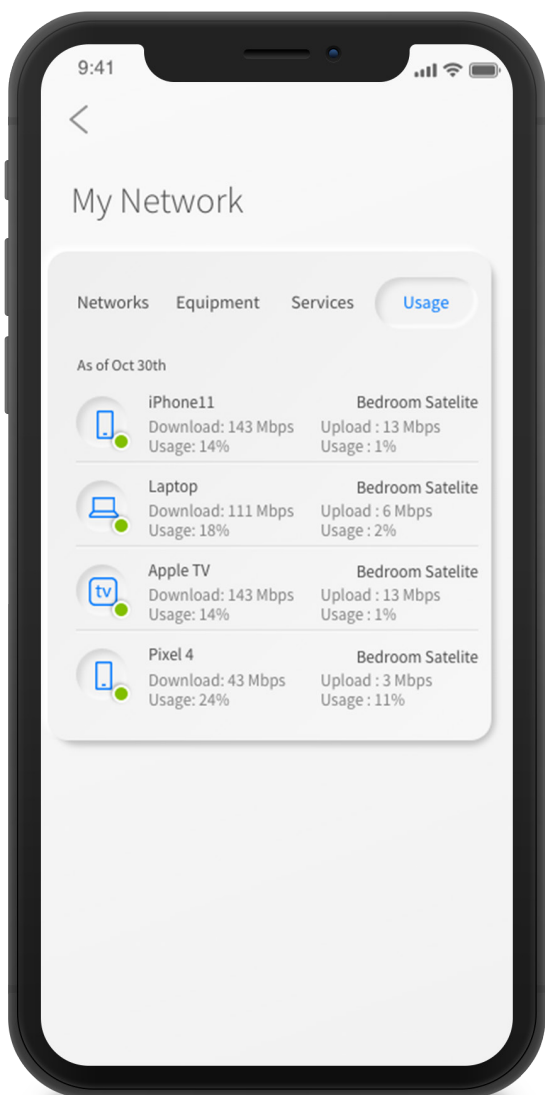 9:41
My Network
Networks Equipment Services Usage
As of Oct 30th
iPhone11 Bedroom Satelite
Download: 143 Mbps Upload : 13 Mbps
Usage: 14% Usage : 1%
Laptop Bedroom Satelite
Download: 111 Mbps Upload : 6 Mbps
Usage: 18% Usage : 2%
tv
Apple TV Bedroom Satelite
Download: 143 Mbps Upload : 13 Mbps
Usage: 14% Usage : 1%
Pixel 4 Bedroom Satelite
Download: 43 Mbps Upload : 3 Mbps
Usage: 24% Usage : 11%